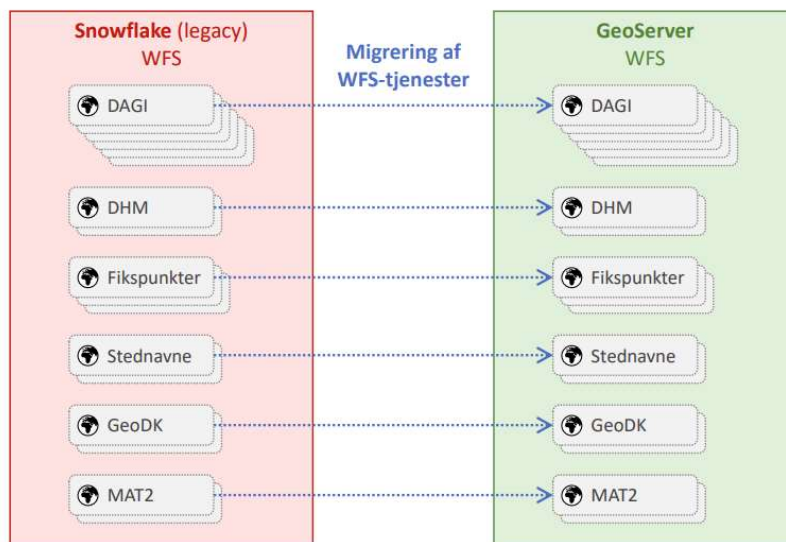 Snowflake (legacy)
WFS
Migrering af
WFS-tjenester
GeoServer
WFS
DAGI
DAGI
DHM
DHM
Fikspunkter
Fikspunkter
Stednavne
Stednavne
GeoDK
GeoDK
MAT2
MAT2